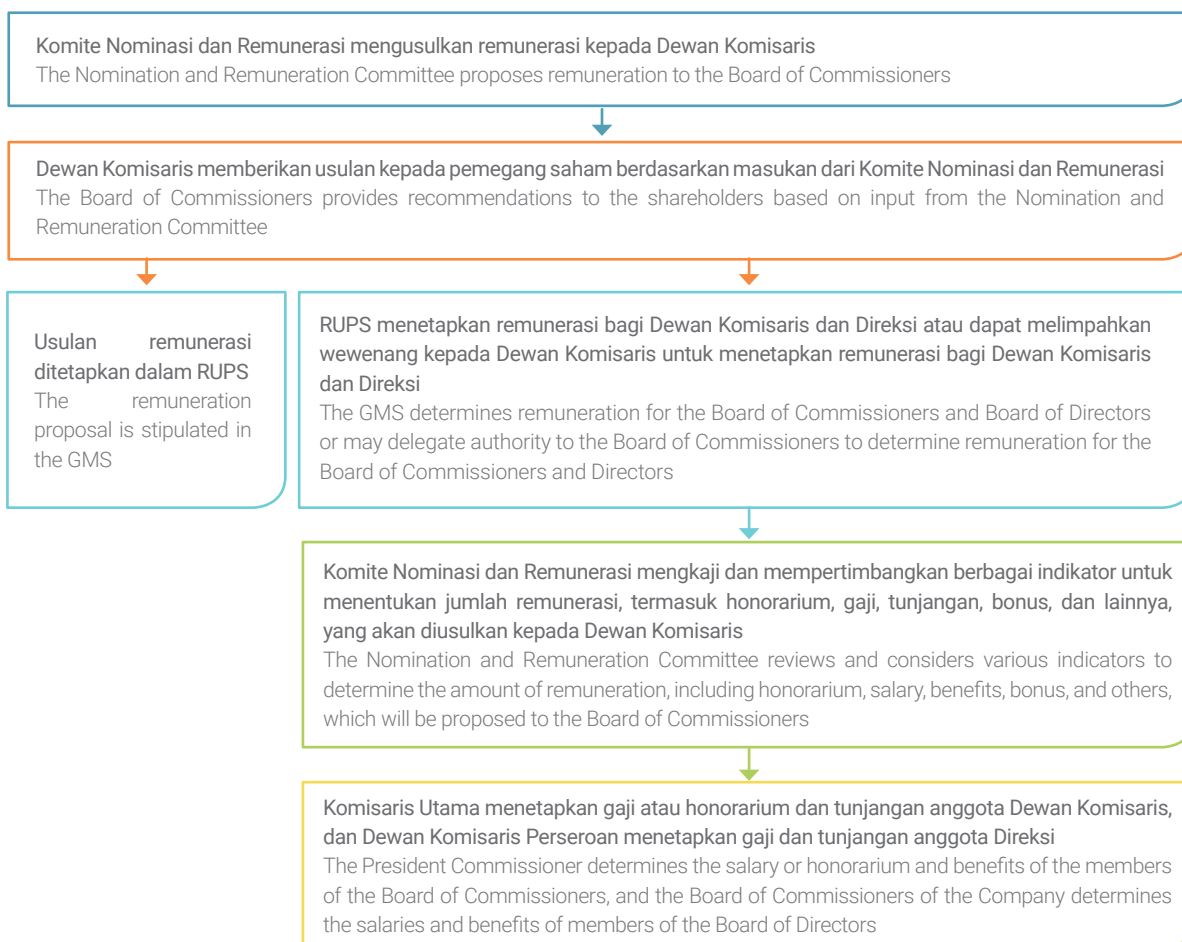 Komite Nominasi dan Remunerasi mengusulkan remunerasi kepada Dewan Komisaris
The Nomination and Remuneration Committee proposes remuneration to the Board of Commissioners
Dewan Komisaris memberikan usulan kepada pemegang saham berdasarkan masukan dari Komite Nominasi dan Remunerasi
The Board of Commissioners provides recommendations to the shareholders based on input from the Nomination and
Remuneration Committee
Usulan remunerasi
ditetapkan dalam RUPS
The remuneration
proposal is stipulated in
the GMS
RUPS menetapkan remunerasi bagi Dewan Komisaris dan Direksi atau dapat melimpahkan
wewenang kepada Dewan Komisaris untuk menetapkan remunerasi bagi Dewan Komisaris
dan Direksi
The GMS determines remuneration for the Board of Commissioners and Board of Directors
or may delegate authority to the Board of Commissioners to determine remuneration for the
Board of Commissioners and Directors
Komite Nominasi dan Remunerasi mengkaji dan mempertimbangkan berbagai indikator untuk
menentukan jumlah remunerasi, termasuk honorarium, gaji, tunjangan, bonus, dan lainnya,
yang akan diusulkan kepada Dewan Komisaris
The Nomination and Remuneration Committee reviews and considers various indicators to
determine the amount of remuneration, including honorarium, salary, benefits, bonus, and others,
which will be proposed to the Board of Commissioners
Komisaris Utama menetapkan gaji atau honorarium dan tunjangan anggota Dewan Komisaris,
dan Dewan Komisaris Perseroan menetapkan gaji dan tunjangan anggota Direksi
The President Commissioner determines the salary or honorarium and benefits of the members
of the Board of Commissioners, and the Board of Commissioners of the Company determines
the salaries and benefits of members of the Board of Directors